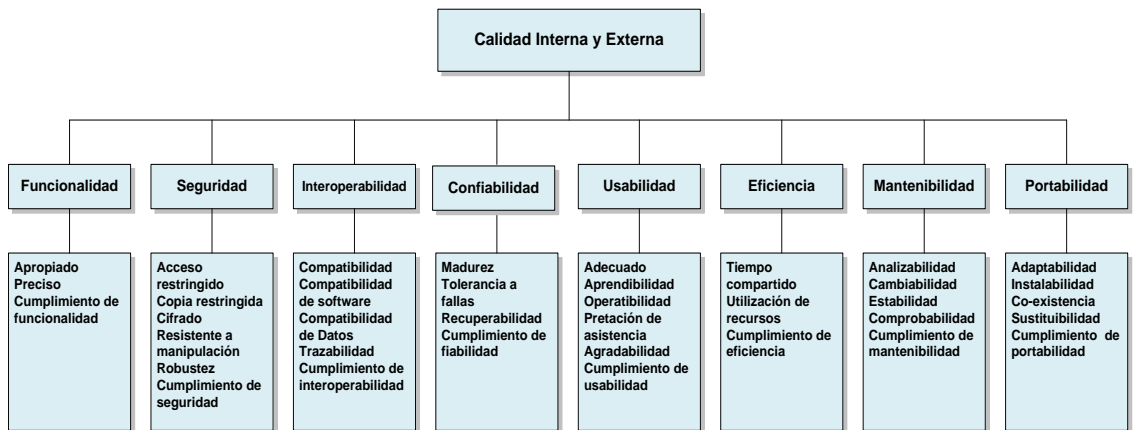 Calidad Interna y Externa
Funcionalidad
Seguridad
Interoperabilidad
Confiabilidad
Usabilidad
Eficiencia
Mantenibilidad
Portabilidad
Apropiado
Preciso
Cumplimiento de
funcionalidad
Acceso
restringido
Copia restringida
Cifrado
Resistente a
manipulación
Robustez
Cumplimiento de
seguridad
Compatibilidad
Compatibilidad
de software
Compatibilidad
de Datos
Trazabilidad
Cumplimiento de
interoperabilidad
Madurez
Tolerancia a
fallas
Recuperabilidad
Cumplimiento de
fiabilidad
Adecuado
Aprendibilidad
Operatibilidad
Pretación de
asistencia
Agradabilidad
Cumplimiento de
usabilidad
Tiempo
compartido
Utilización de
recursos
Cumplimiento de
eficiencia
Analizabilidad
Cambiabilidad
Estabilidad
Comprobabilidad
Cumplimiento de
mantenibilidad
Adaptabilidad
Instalabilidad
Co-existencia
Sustituibilidad
Cumplimiento de
portabilidad